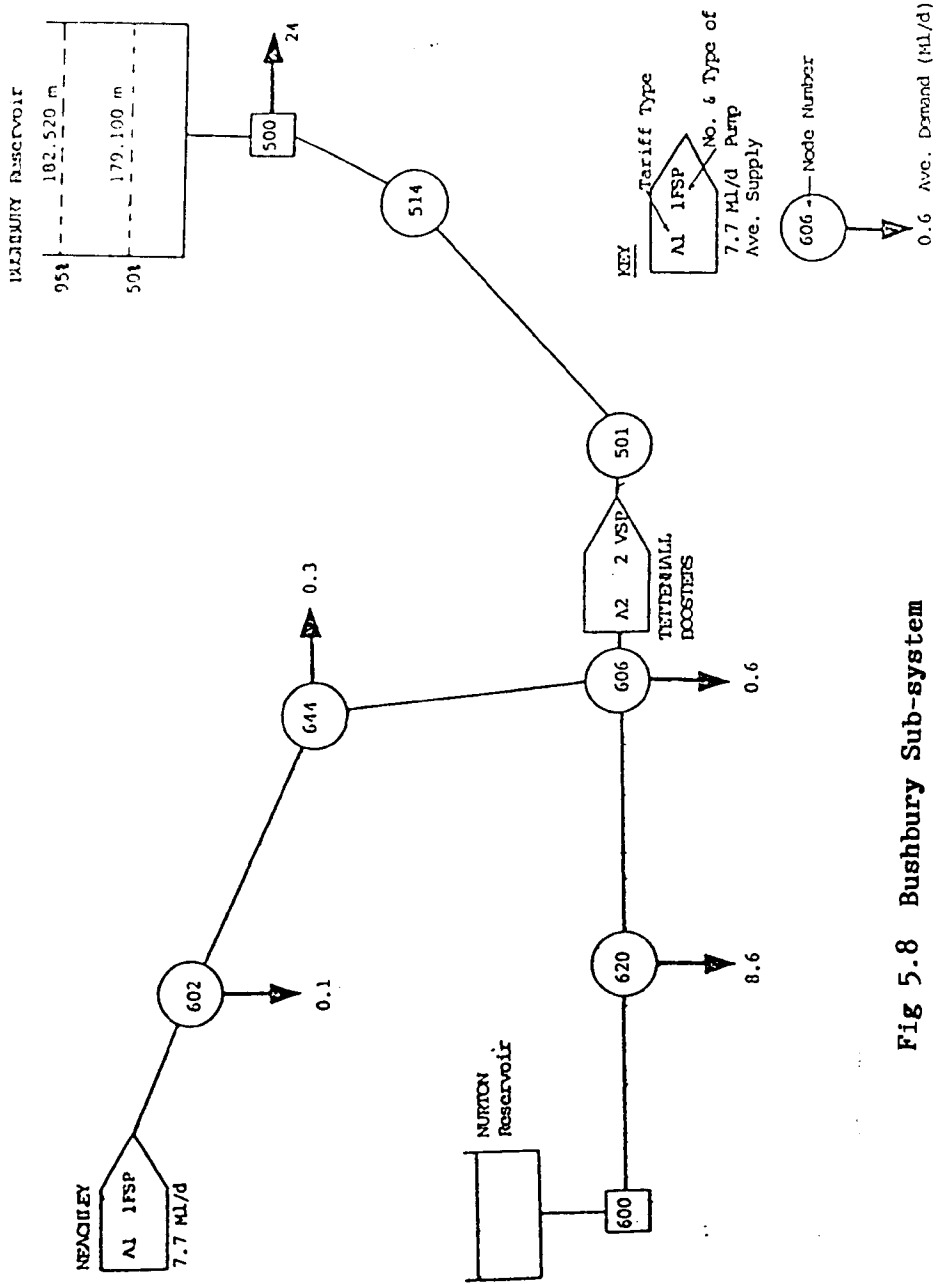 BUSHBURY Reservoir
95%
182.520 m
50%
179.100 m
500
24
514
501
NEACHLEY
A1 1FSP
7.7 Ml/d
602
0.1
644
0.3
A2 2 VSP
TETTENHALL
BOOSTERS
606
0.6
620
8.6
NURTON
Reservoir
600
KEY
Tariff Type
A1 1FSP
No. & Type of
7.7 Ml/d Pump
Ave. Supply
606
Node Number
0.6 Ave. Demand (Ml/d)
Fig 5.8 Bushbury Sub-system